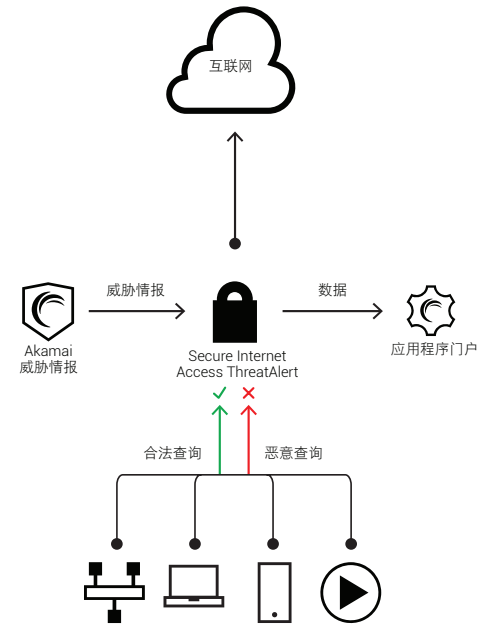 互联网
威胁情报
数据
Akamai
威胁情报
Secure Internet
Access ThreatAlert
应用程序门户
合法查询
恶意查询